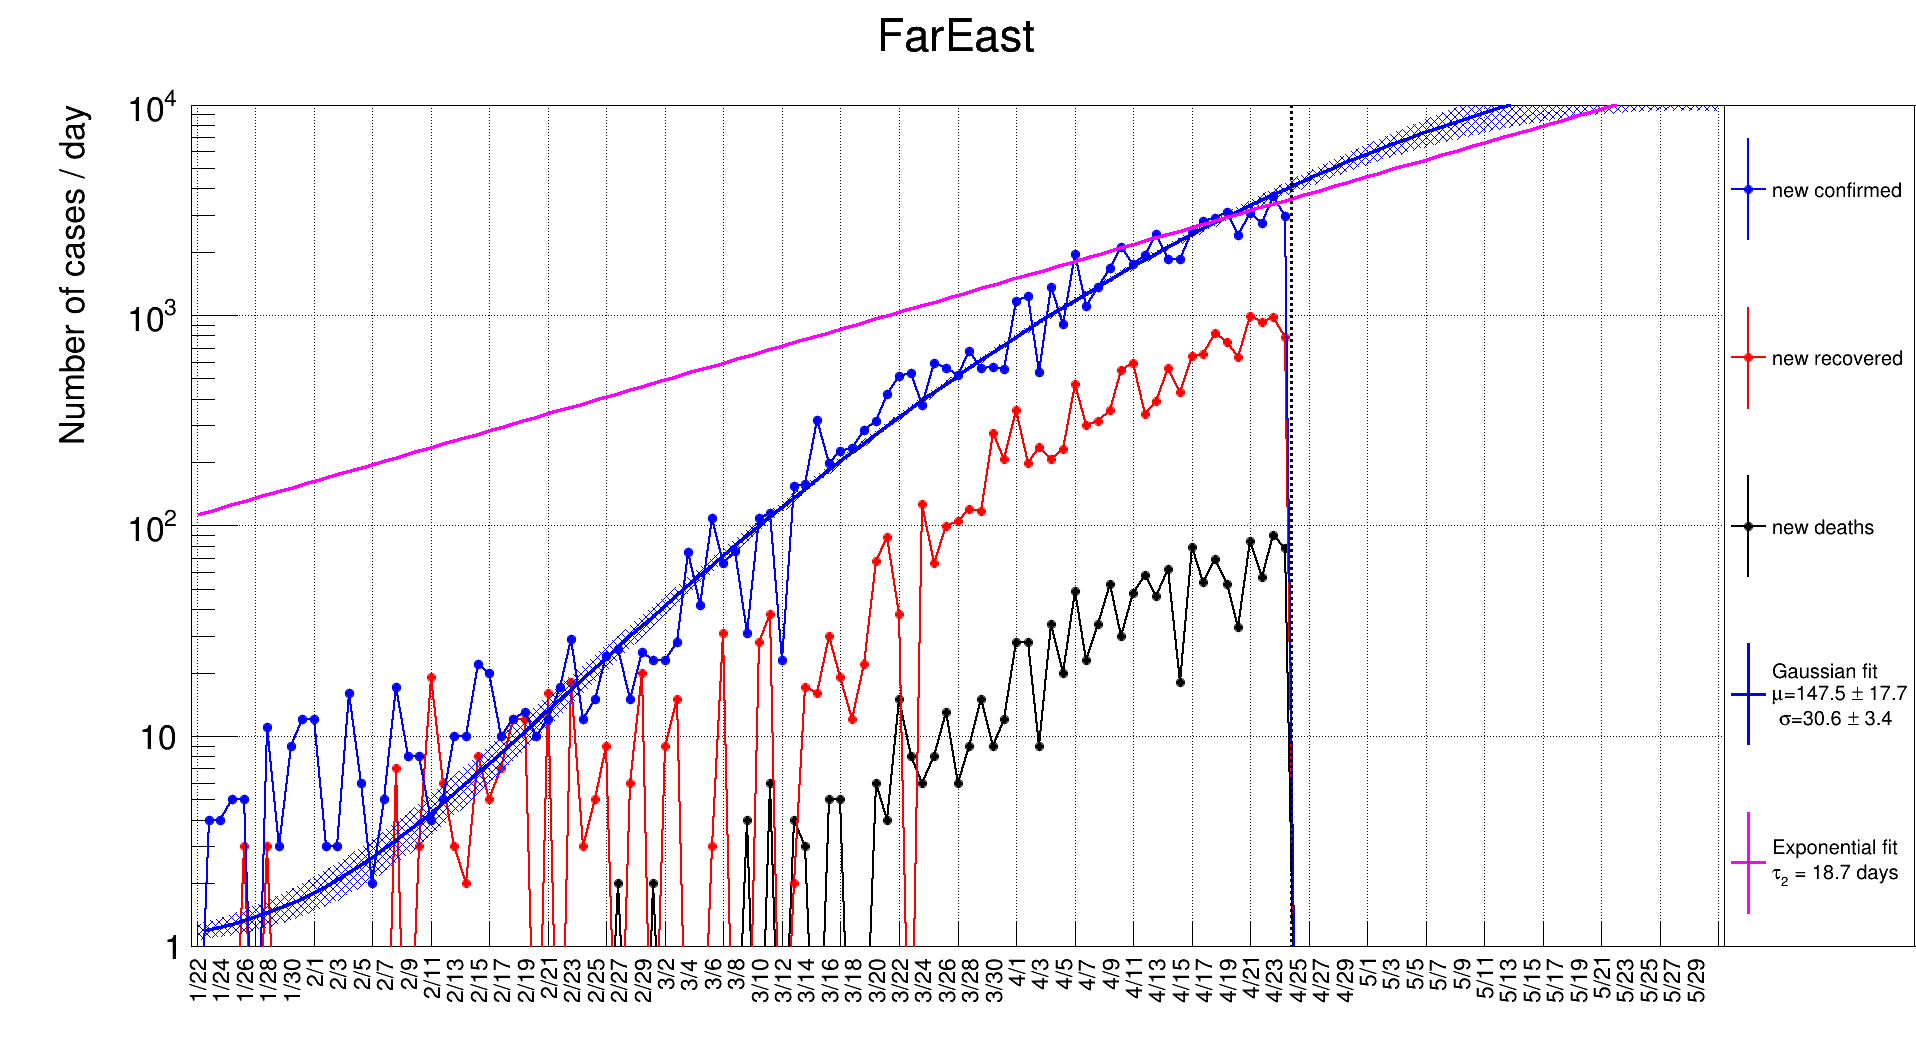 FarEast
Number of cases / day
10^4
10^3
10^2
10
1
1/22 1/24 1/26 1/28 1/30 2/1 2/3 2/5 2/7 2/9 2/11 2/13 2/15 2/17 2/19 2/21 2/23 2/25 2/27 2/29 3/2 3/4 3/6 3/8 3/10 3/12 3/14 3/16 3/18 3/20 3/22 3/24 3/26 3/28 3/30 4/1 4/3 4/5 4/7 4/9 4/11 4/13 4/15 4/17 4/19 4/21 4/23 4/25 4/27 4/29 5/1 5/3 5/5 5/7 5/9 5/11 5/13 5/15 5/17 5/19 5/21 5/23 5/25 5/27 5/29
new confirmed
new recovered
new deaths
Gaussian fit
μ=147.5 ± 17.7
σ=30.6 ± 3.4
Exponential fit
τ₂ = 18.7 days